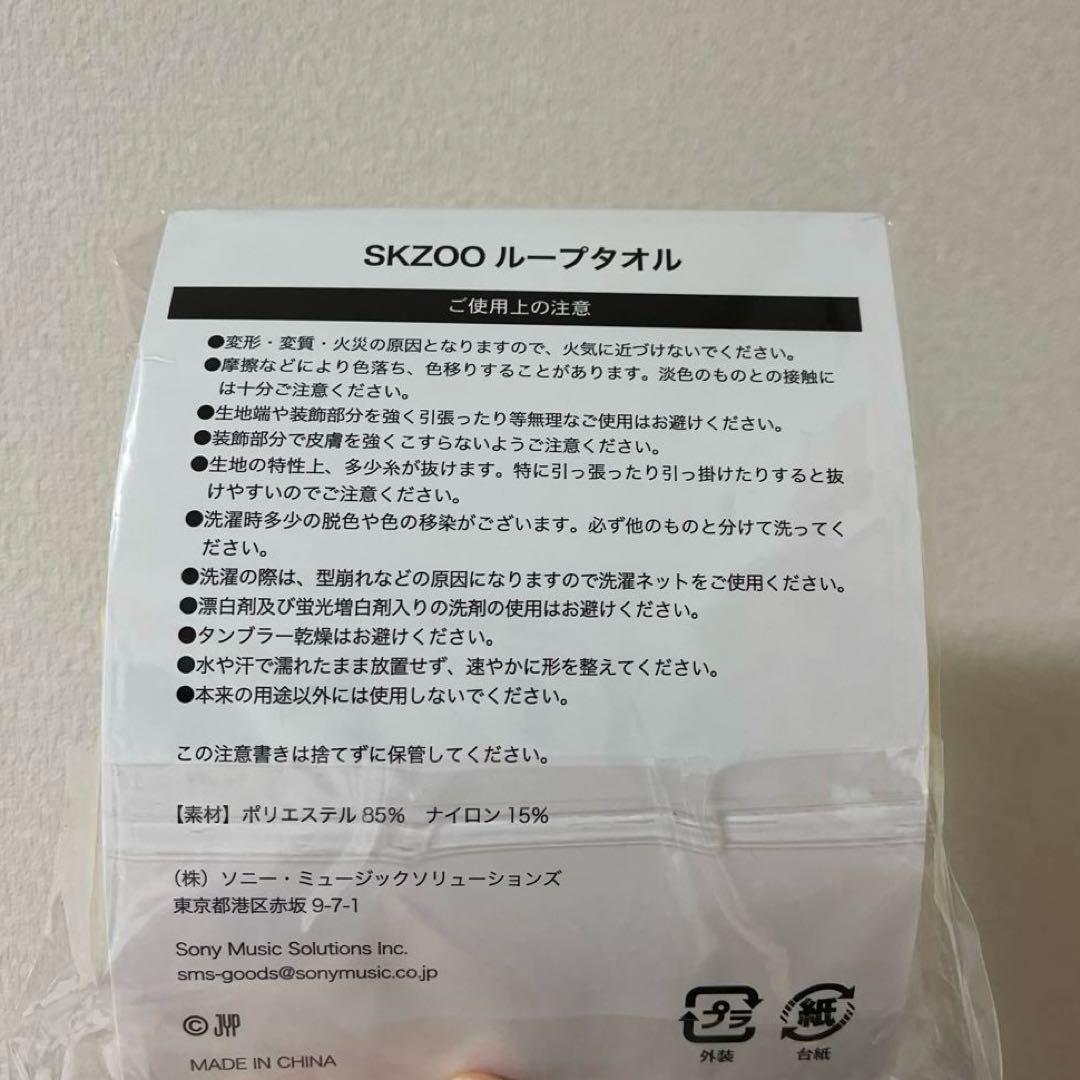 SKZOO ループタオル
ご使用上の注意
●変形・変質・火災の原因となりますので、火気に近づけないでください。
●摩擦などにより色落ち、色移りすることがあります。淡色のものとの接触に
は十分ご注意ください。
●生地端や装飾部分を強く引張ったり等無理なご使用はお避けください。
●装飾部分で皮膚を強くこすらないようご注意ください。
●生地の特性上、多少糸が抜けます。特に引っ張ったり引っ掛けたりすると抜
けやすいのでご注意ください。
●洗濯時多少の脱色や色の移染がございます。必ず他のものと分けて洗ってく
ださい。
●洗濯の際は、型崩れなどの原因になりますので洗濯ネットをご使用ください。
●漂白剤及び蛍光増白剤入りの洗剤の使用はお避けください。
●タンブラー乾燥はお避けください。
●水や汗で濡れたまま放置せず、速やかに形を整えてください。
●本来の用途以外には使用しないでください。
この注意書きは捨てずに保管してください。
【素材】ポリエステル 85% ナイロン 15%
（株）ソニー・ミュージックソリューションズ
東京都港区赤坂 9-7-1
Sony Music Solutions Inc.
sms-goods@sonymusic.co.jp
© JYP
プラ 紙
外装 台紙
MADE IN CHINA